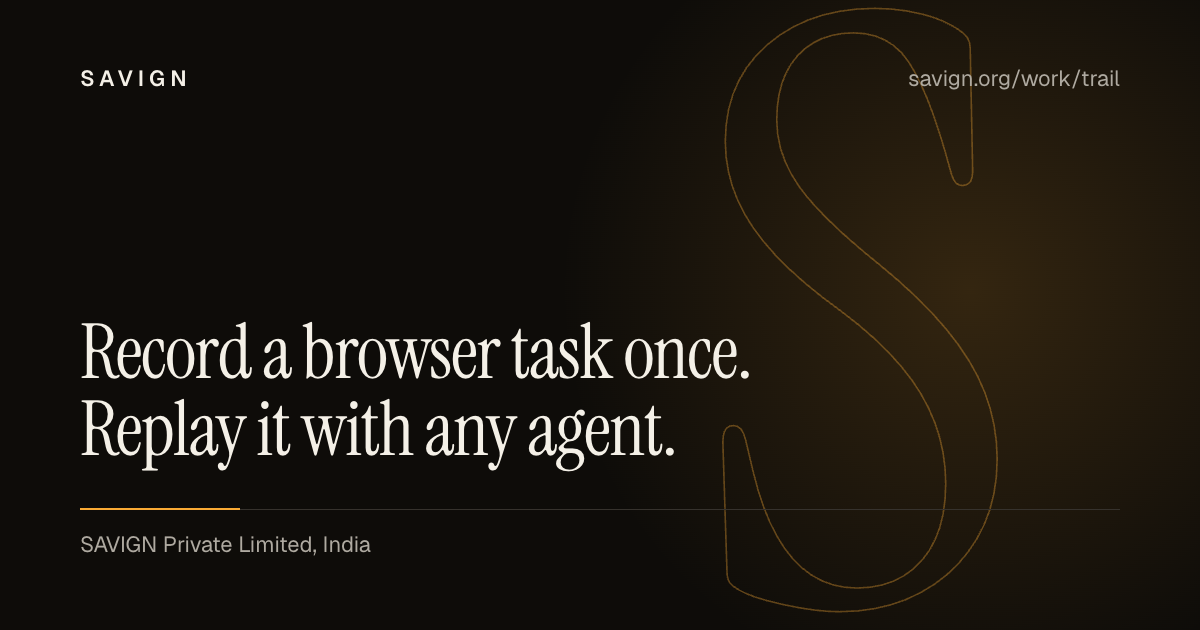 SAVIGN
savign.org/work/trail
Record a browser task once.
Replay it with any agent.
SAVIGN Private Limited, India